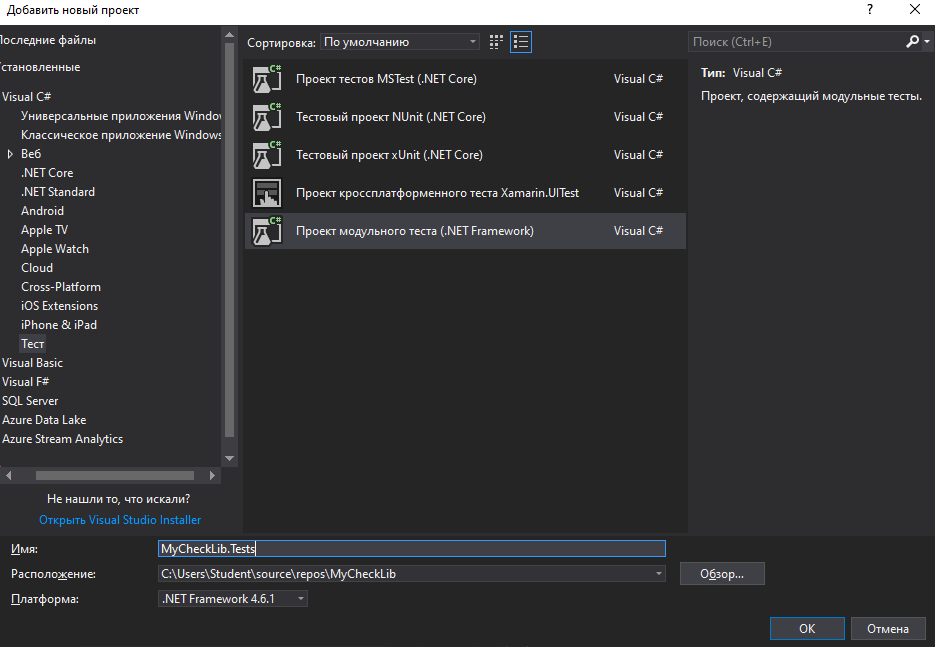 Добавить новый проект
?
Последние файлы
Установленные
Visual C#
Универсальные приложения Window
Классическое приложение Windows
Веб
.NET Core
.NET Standard
Android
Apple TV
Apple Watch
Cloud
Cross-Platform
iOS Extensions
iPhone & iPad
Тест
Visual Basic
Visual F#
SQL Server
Azure Data Lake
Azure Stream Analytics
Не нашли то, что искали?
Открыть Visual Studio Installer
Сортировка: По умолчанию
C# Проект тестов MSTest (.NET Core) Visual C#
C# Тестовый проект NUnit (.NET Core) Visual C#
C# Тестовый проект xUnit (.NET Core) Visual C#
Проект кроссплатформенного теста Xamarin.UITest Visual C#
C# Проект модульного теста (.NET Framework) Visual C#
Поиск (Ctrl+E)
Тип: Visual C#
Проект, содержащий модульные тесты.
Имя: MyCheckLib.Tests
Расположение: C:\Users\Student\source\repos\MyCheckLib Обзор...
Платформа: .NET Framework 4.6.1
OK Отмена